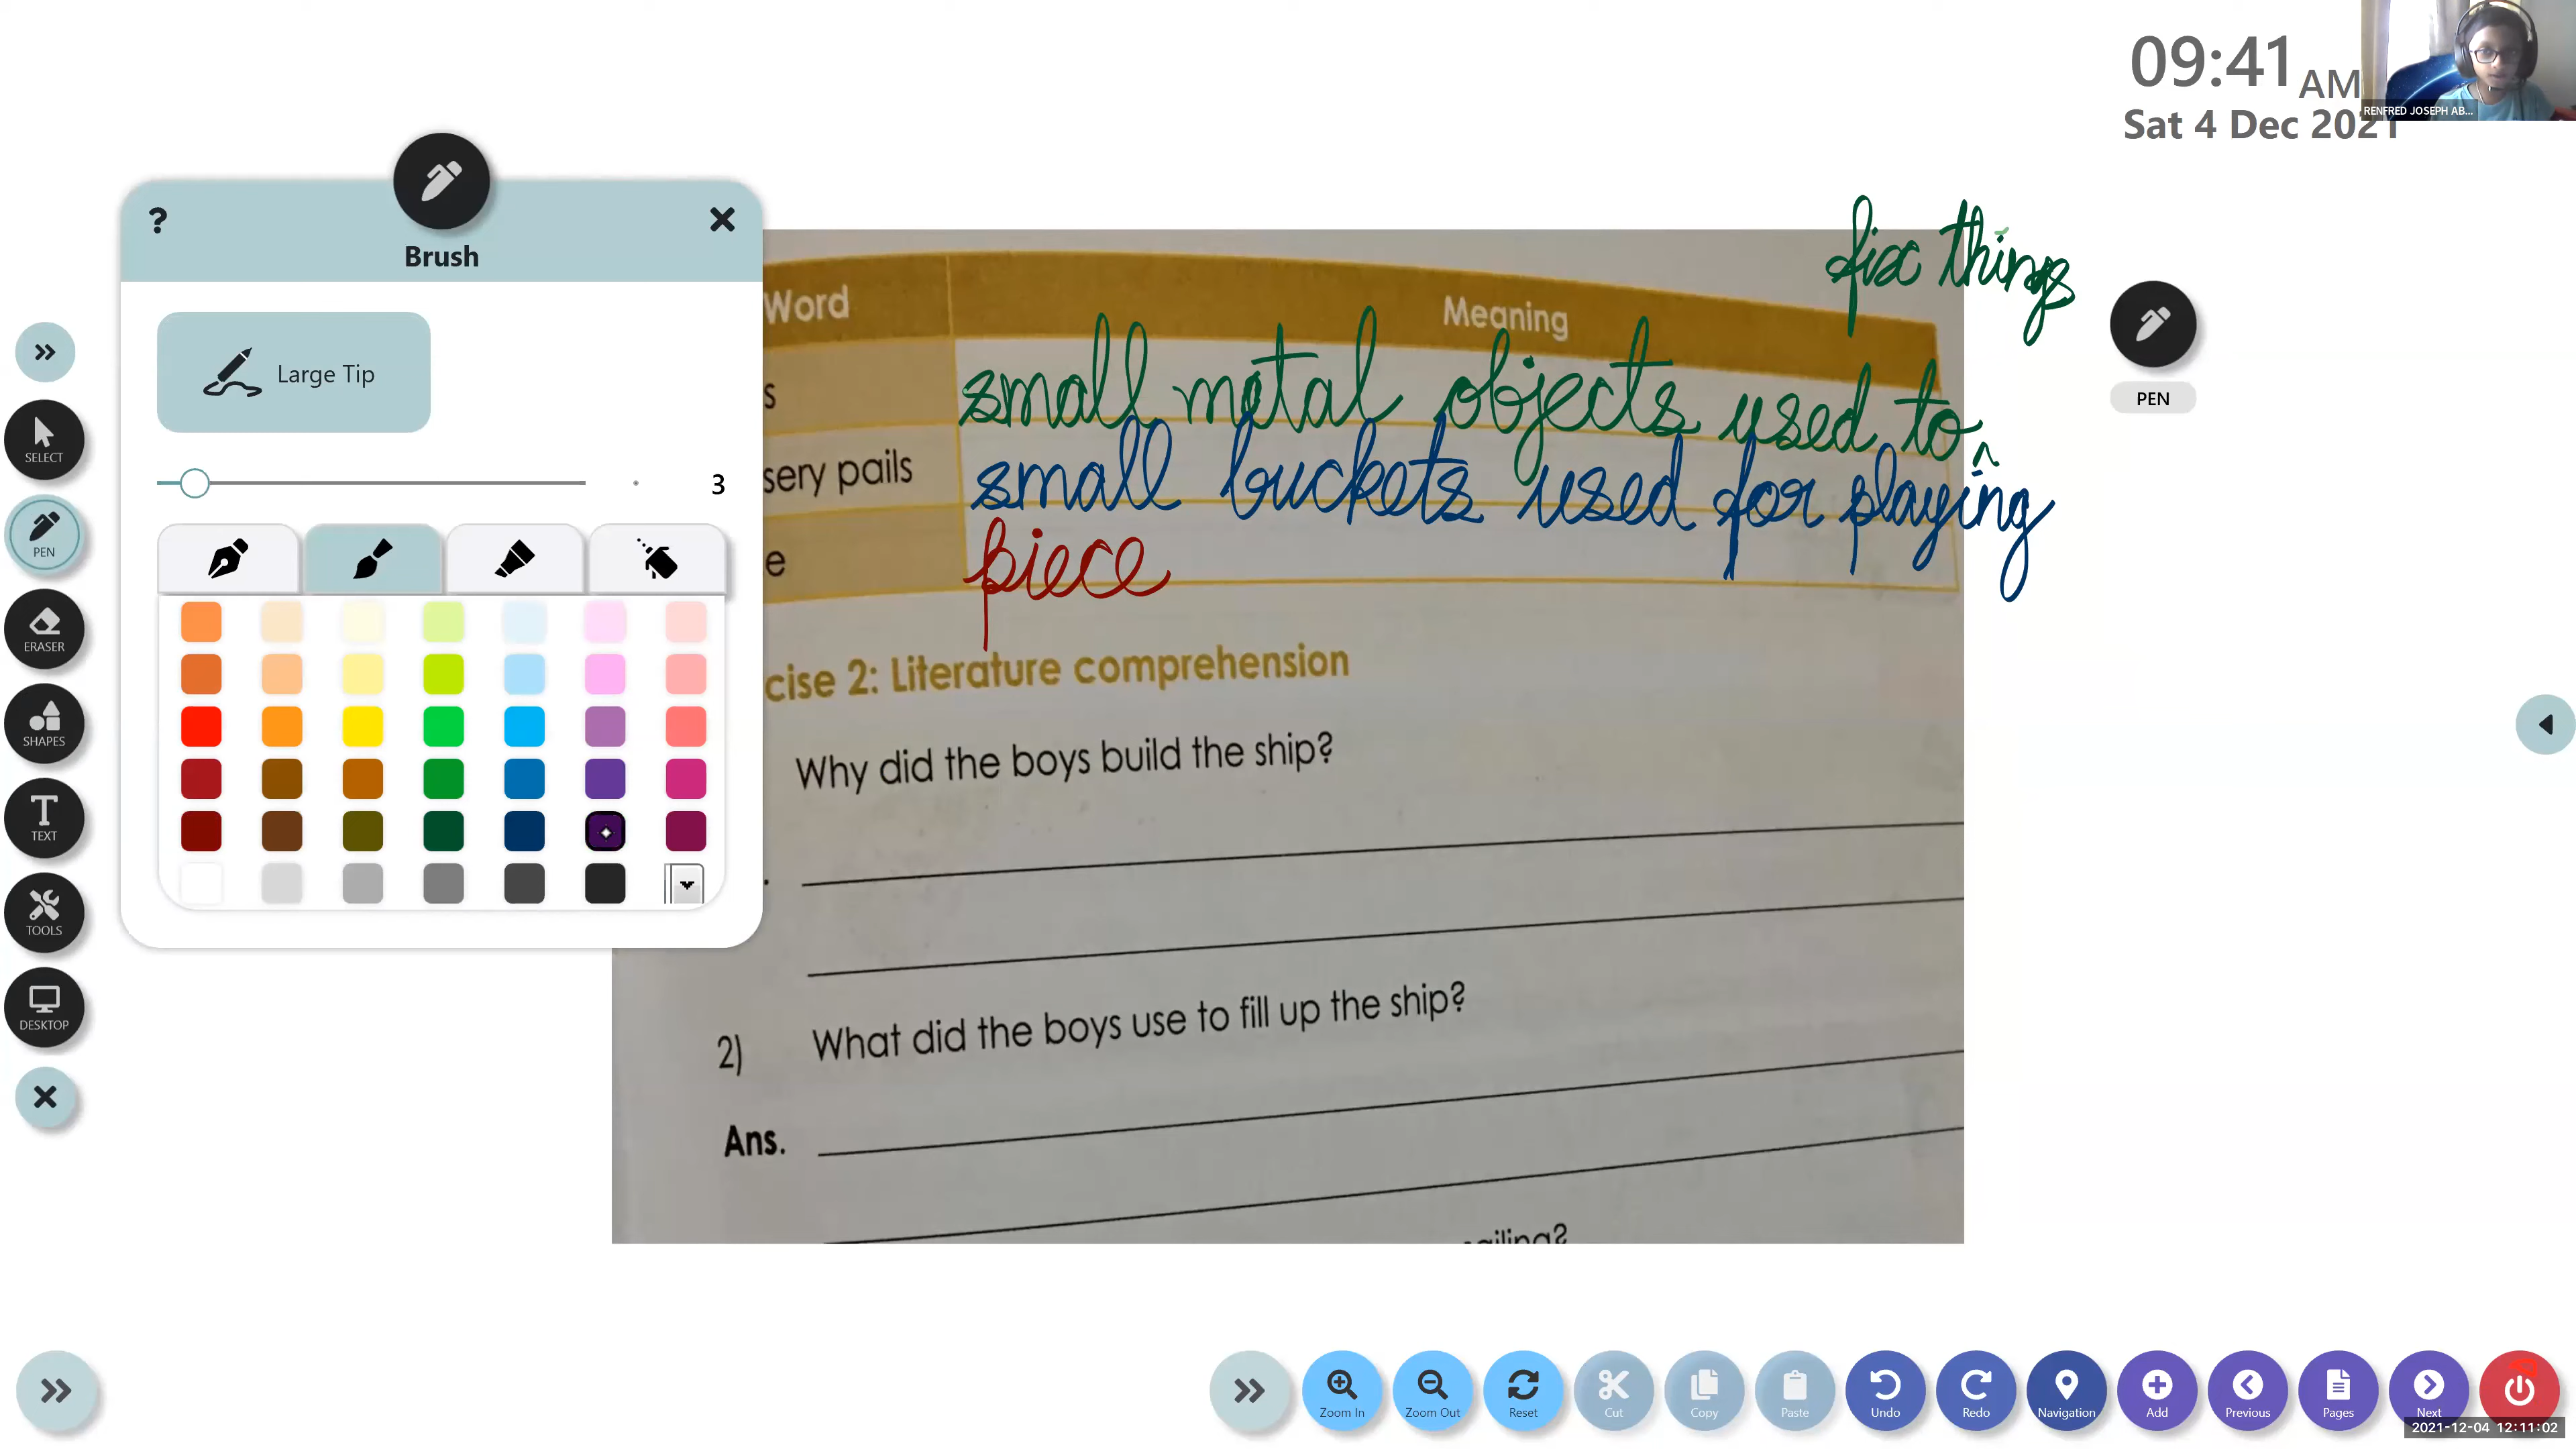 09:41 AM
Sat 4 Dec 2021
RENFRED JOSEPH AB...
?
Brush
Large Tip
3
SELECT
PEN
ERASER
SHAPES
TEXT
TOOLS
DESKTOP
PEN
fix things
Word Meaning
s small metal objects used to ^
sery pails small buckets used for playing
e piece
cise 2: Literature comprehension
Why did the boys build the ship?
2) What did the boys use to fill up the ship?
Ans.
ailing?
Zoom In Zoom Out Reset Cut Copy Paste Undo Redo Navigation Add Previous Pages Next
2021-12-04 12:11:02